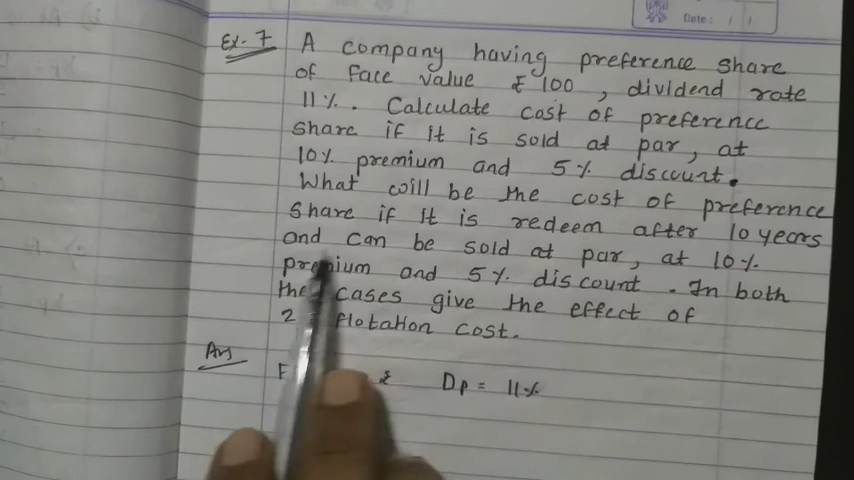 Date: / /
Ex. 7 A company having preference share
of Face value ₹ 100, dividend rate
11%. Calculate cost of preference
share if it is sold at par, at
10% premium and 5% discount.
What will be the cost of preference
share if it is redeem after 10 years
and can be sold at par, at 10%
premium and 5% discount. In both
the cases give the effect of
2 flotation cost.
Ans
F ₹ Dp = 11%